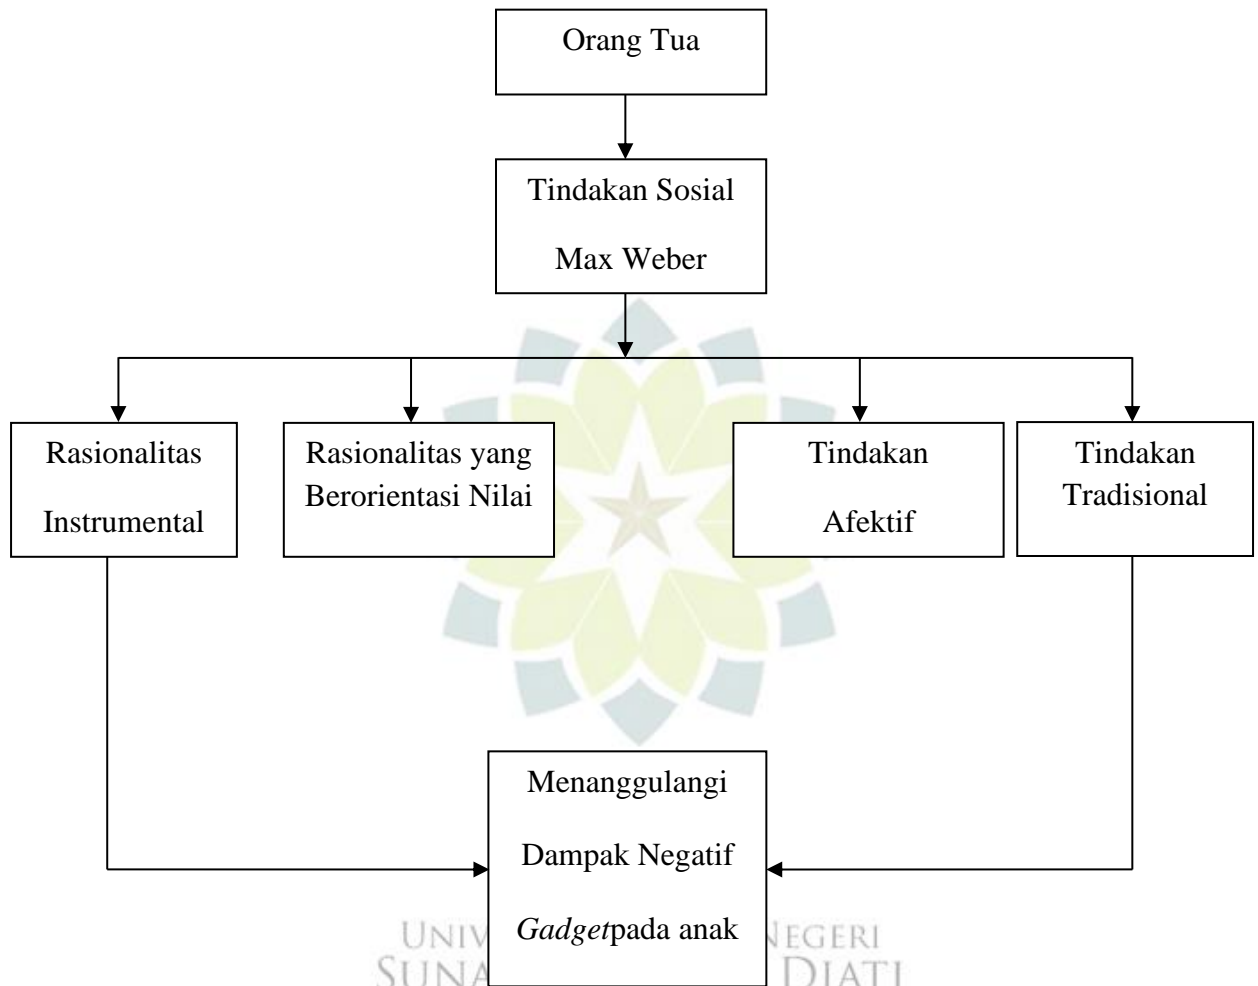 Orang Tua
Tindakan Sosial
Max Weber
Rasionalitas
Instrumental
Rasionalitas yang
Berorientasi Nilai
Tindakan
Afektif
Tindakan
Tradisional
Menanggulangi
Dampak Negatif
Gadgetpada anak
NEGERI